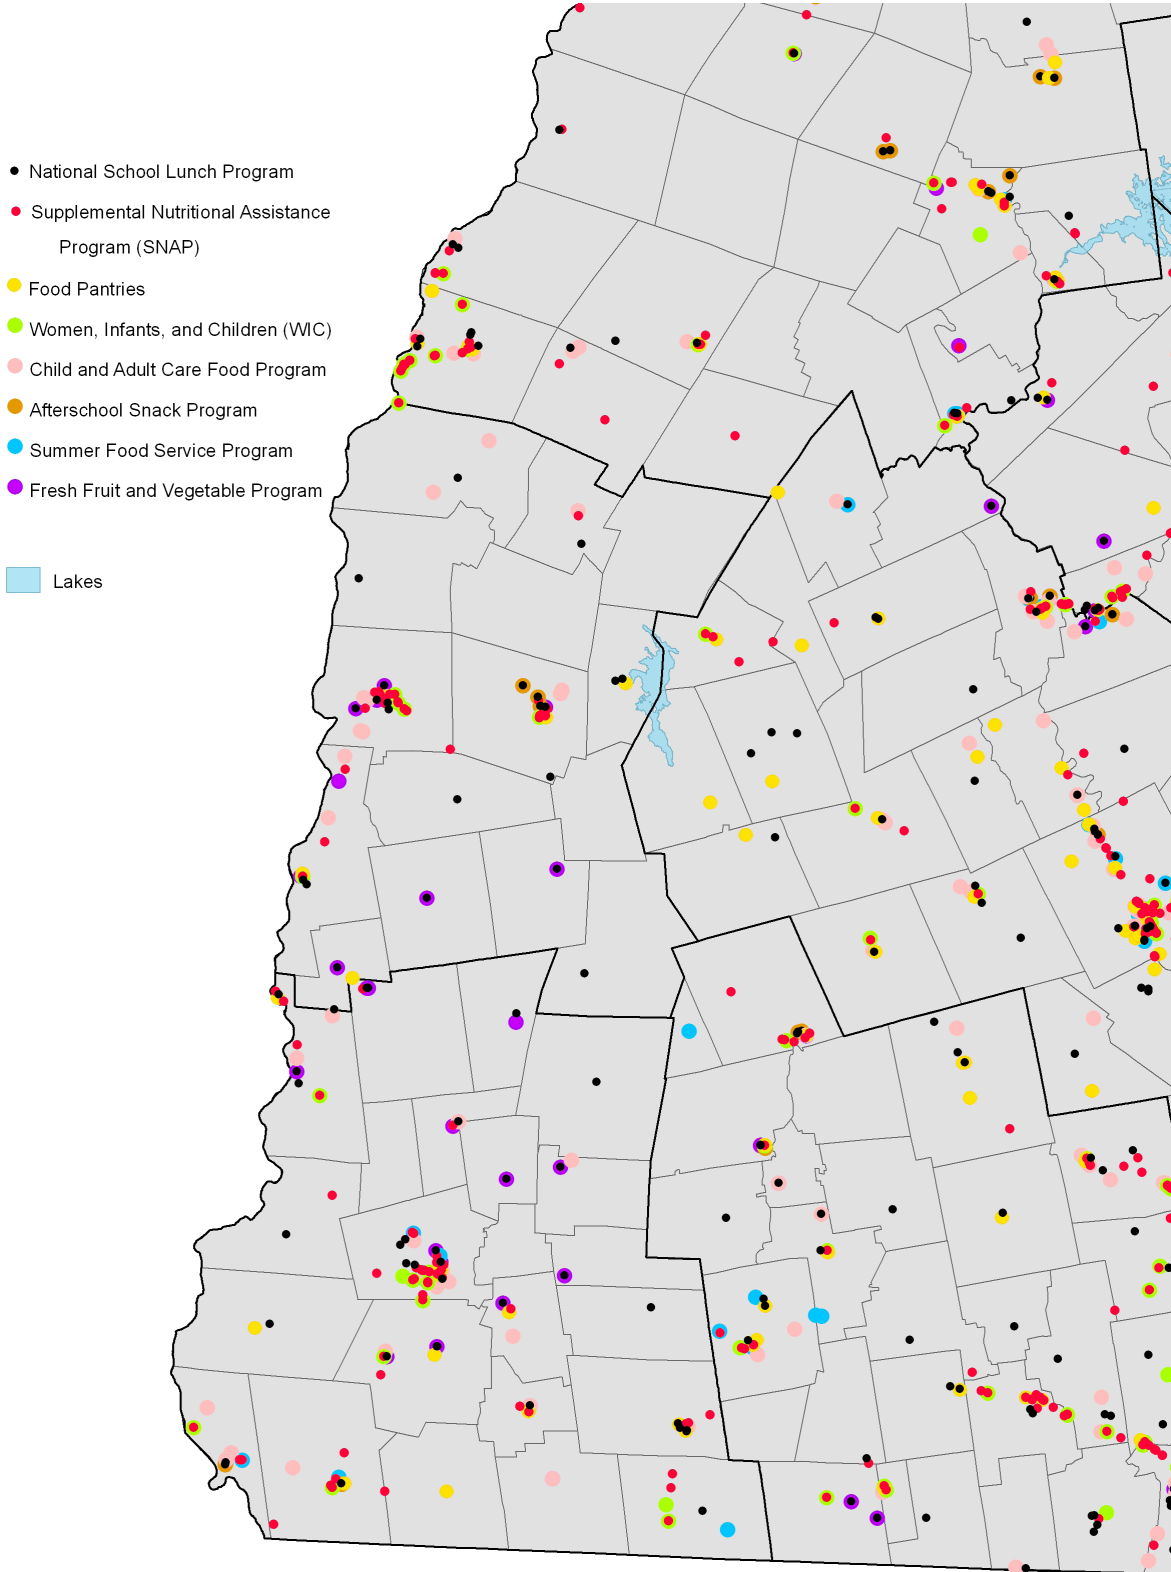 National School Lunch Program
Supplemental Nutritional Assistance
Program (SNAP)
Food Pantries
Women, Infants, and Children (WIC)
Child and Adult Care Food Program
Afterschool Snack Program
Summer Food Service Program
Fresh Fruit and Vegetable Program
Lakes